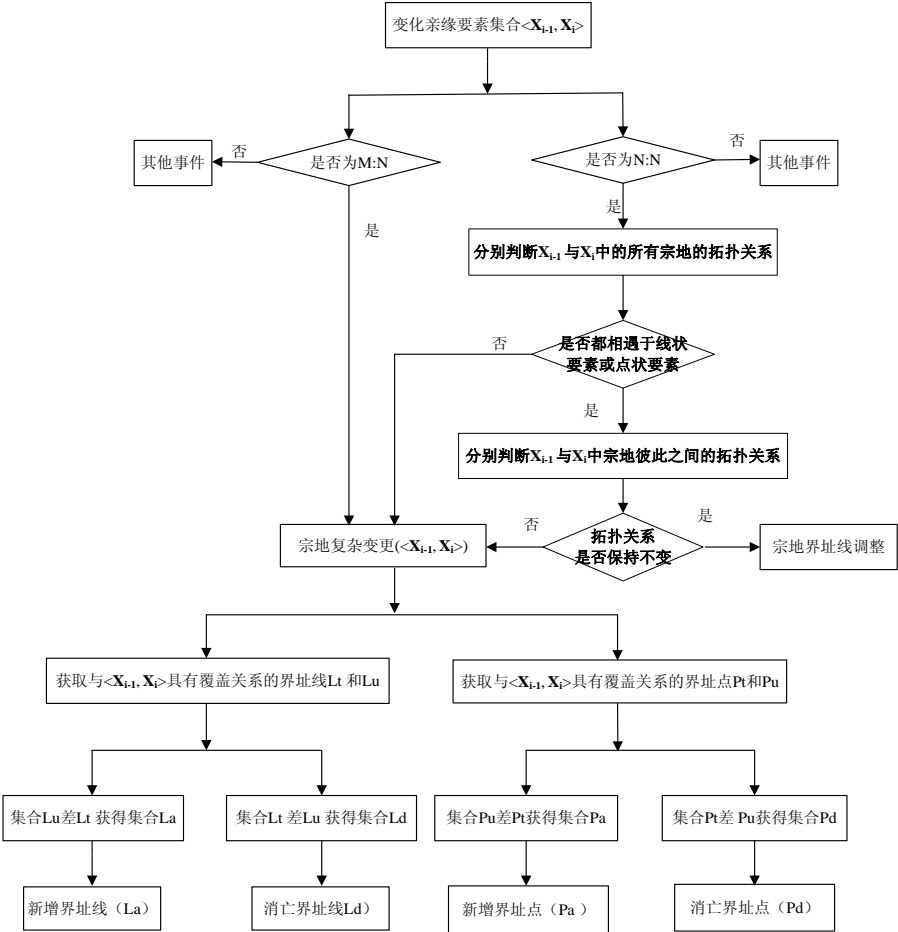 变化亲缘要素集合<Xi-1, Xi>
其他事件
否
是否为M:N
是否为N:N
否
其他事件
是
是
分别判断Xi-1 与Xi中的所有宗地的拓扑关系
否
是否都相遇于线状
要素或点状要素
是
分别判断Xi-1 与Xi中宗地彼此之间的拓扑关系
宗地复杂变更(<Xi-1, Xi>)
否
拓扑关系
是否保持不变
是
宗地界址线调整
获取与<Xi-1, Xi>具有覆盖关系的界址线Lt 和Lu
获取与<Xi-1, Xi>具有覆盖关系的界址点Pt和Pu
集合Lu差Lt 获得集合La
集合Lt 差Lu 获得集合Ld
集合Pu差Pt获得集合Pa
集合Pt差 Pu获得集合Pd
新增界址线（La）
消亡界址线Ld）
新增界址点（Pa ）
消亡界址点（Pd）